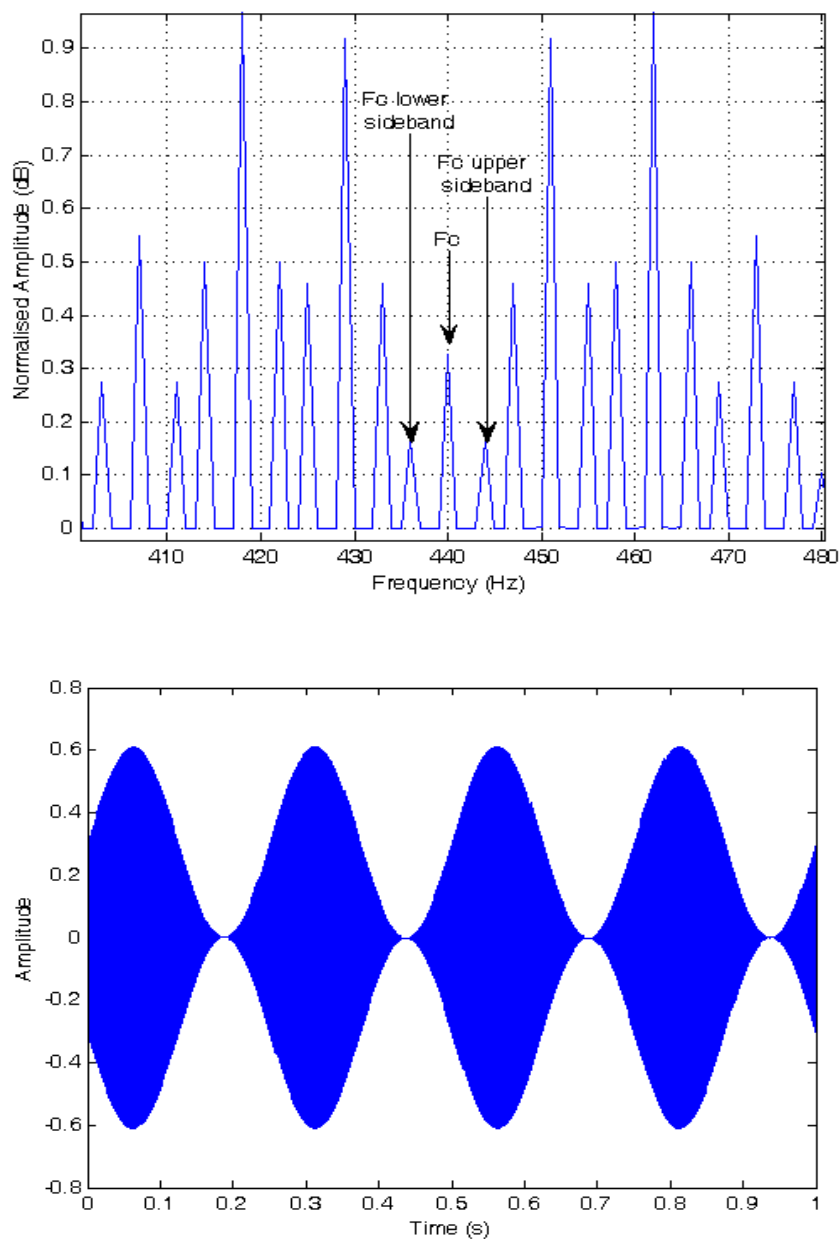 0.9
0.8
0.7
0.6
0.5
0.4
0.3
0.2
0.1
0
Normalised Amplitude (dB)
Fc lower
sideband
Fc upper
sideband
Fc
410 420 430 440 450 460 470 480
Frequency (Hz)
0.8
0.6
0.4
0.2
0
-0.2
-0.4
-0.6
-0.8
Amplitude
0 0.1 0.2 0.3 0.4 0.5 0.6 0.7 0.8 0.9 1
Time (s)